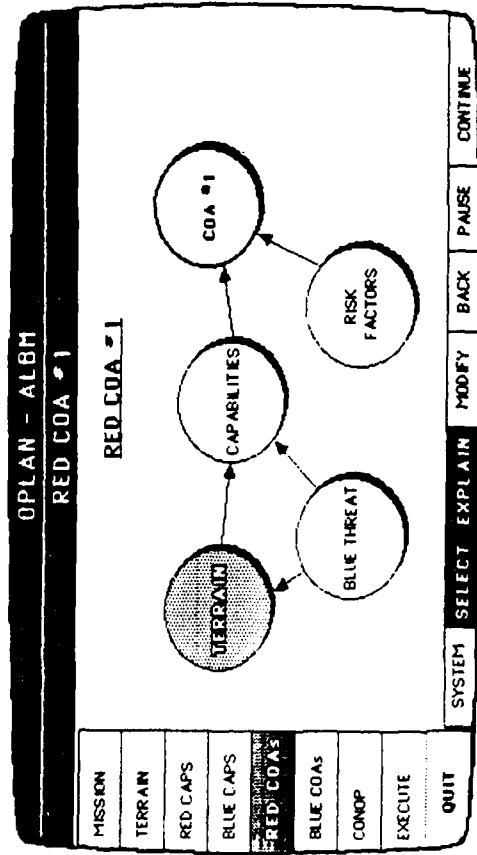 OPLAN - ALBM
RED COA #1
RED COA #1
MISSION
TERRAIN
RED CAPS
BLUE CAPS
RED COAs
BLUE COAs
CONOP
EXECUTE
QUIT
TERRAIN
CAPABILITIES
COA #1
BLUE THREAT
RISK
FACTORS
SYSTEM SELECT EXPLAIN MODIFY BACK PAUSE CONTINUE